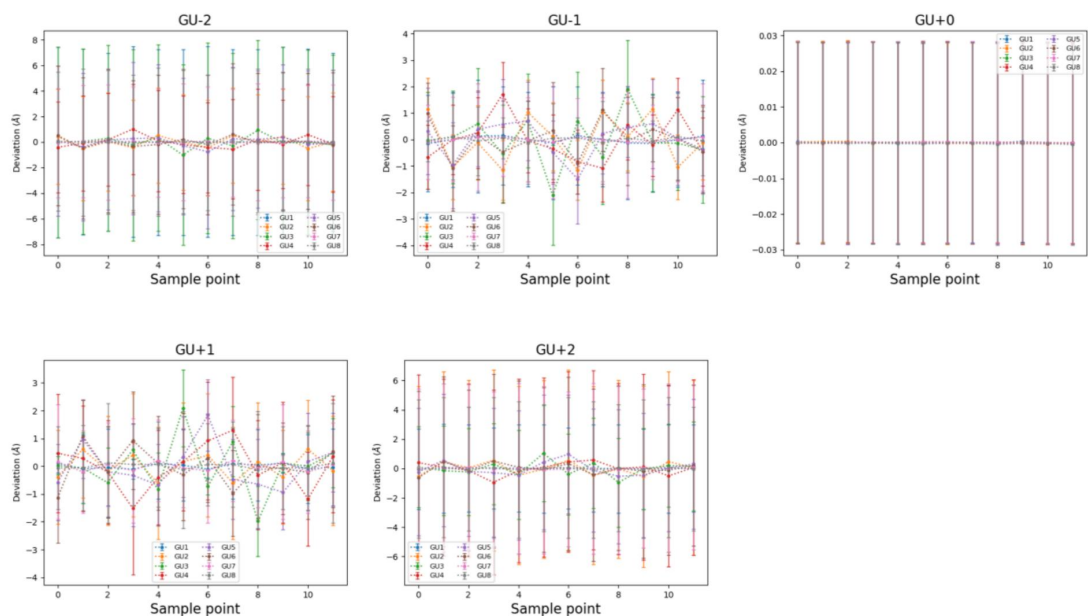 GU-2
8
6
4
2
0
-2
-4
-6
-8
Deviattion (Å)
GU1 GU5
GU2 GU6
GU3 GU7
GU4 GU8
0 2 4 6 8 10
Sample point
GU-1
4
3
2
1
0
-1
-2
-3
-4
Deviattion (Å)
GU1 GU5
GU2 GU6
GU3 GU7
GU4 GU8
0 2 4 6 8 10
Sample point
GU+0
0.03
0.02
0.01
0.00
-0.01
-0.02
-0.03
Deviattion (Å)
GU1 GU5
GU2 GU6
GU3 GU7
GU4 GU8
0 2 4 6 8 10
Sample point
GU+1
3
2
1
0
-1
-2
-3
-4
Deviattion (Å)
GU1 GU5
GU2 GU6
GU3 GU7
GU4 GU8
0 2 4 6 8 10
Sample point
GU+2
6
4
2
0
-2
-4
-6
Deviattion (Å)
GU1 GU5
GU2 GU6
GU3 GU7
GU4 GU8
0 2 4 6 8 10
Sample point